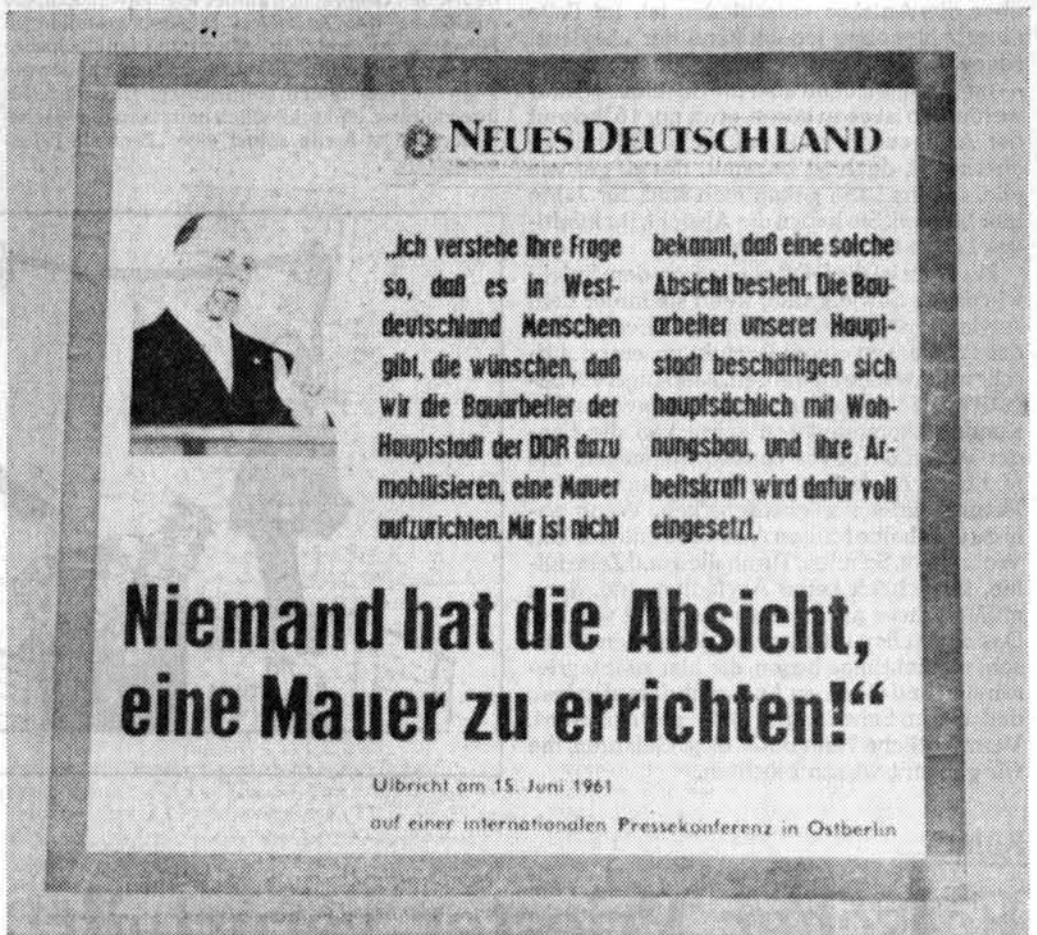 NEUES DEUTSCHLAND
„Ich verstehe Ihre Frage
so, daß es in West-
deutschland Menschen
gibt, die wünschen, daß
wir die Bauarbeiter der
Hauptstadt der DDR dazu
mobilisieren, eine Mauer
aufzurichten. Mir ist nicht
bekannt, daß eine solche
Absicht besteht. Die Bau-
arbeiter unserer Haupt-
stadt beschäftigen sich
hauptsächlich mit Woh-
nungsbau, und ihre Ar-
beitskraft wird dafür voll
eingesetzt.
Niemand hat die Absicht,
eine Mauer zu errichten!“
Ulbricht am 15. Juni 1961
auf einer internationalen Pressekonferenz in Ostberlin